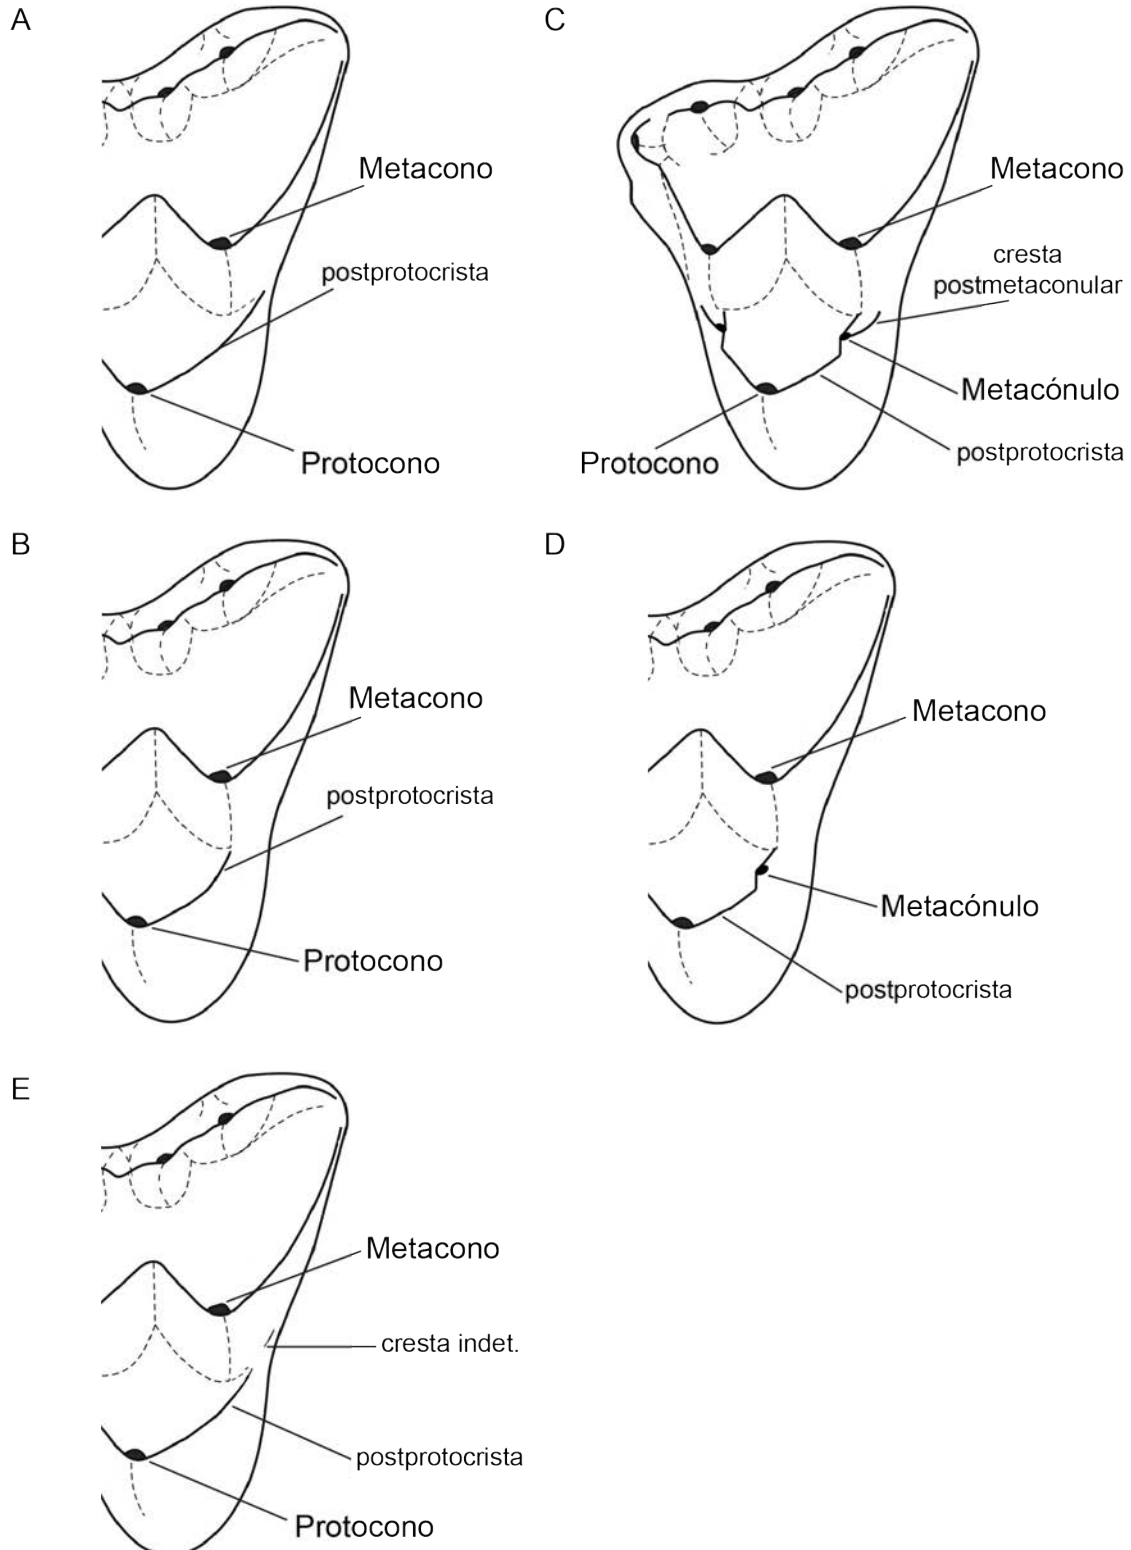 A
Metacono
postprotocrista
Protocono
C
Metacono
cresta
postmetaconular
Metacónulo
postprotocrista
Protocono
B
Metacono
postprotocrista
Protocono
D
Metacono
Metacónulo
postprotocrista
E
Metacono
cresta indet.
postprotocrista
Protocono